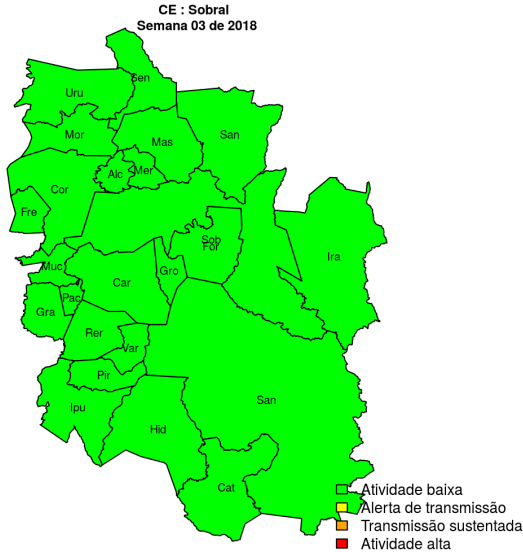 CE : Sobral
Semana 03 de 2018
Sen
Uru
Mor
Mas
San
Alc
Mer
Cor
Fre
Sob
For
Ira
Muc
Gro
Car
Pac
Gra
Rer
Var
Pir
San
Ipu
Hid
Cat
Atividade baixa
Alerta de transmissão
Transmissão sustentada
Atividade alta